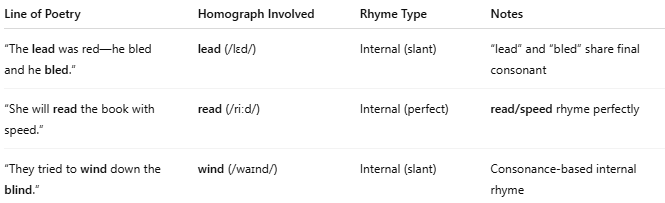 Line of Poetry Homograph Involved Rhyme Type Notes
“The lead was red—he bled and he bled.” lead (/lɛd/) Internal (slant) “lead” and “bled” share final consonant
“She will read the book with speed.” read (/riːd/) Internal (perfect) read/speed rhyme perfectly
“They tried to wind down the blind.” wind (/waɪnd/) Internal (slant) Consonance-based internal rhyme